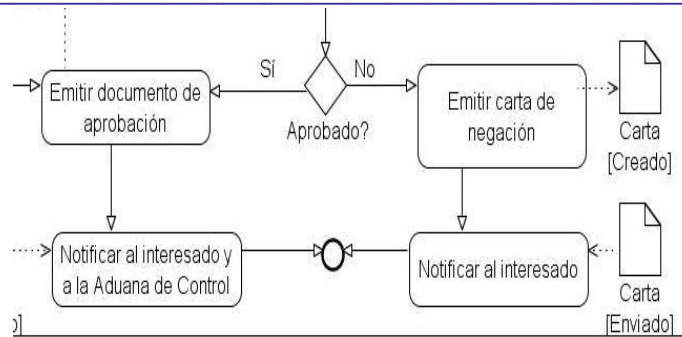 Sí
No
Emitir documento de
aprobación
Aprobado?
Emitir carta de
negación
Carta
[Creado]
Notificar al interesado y
a la Aduana de Control
Notificar al interesado
Carta
[Enviado]
o]